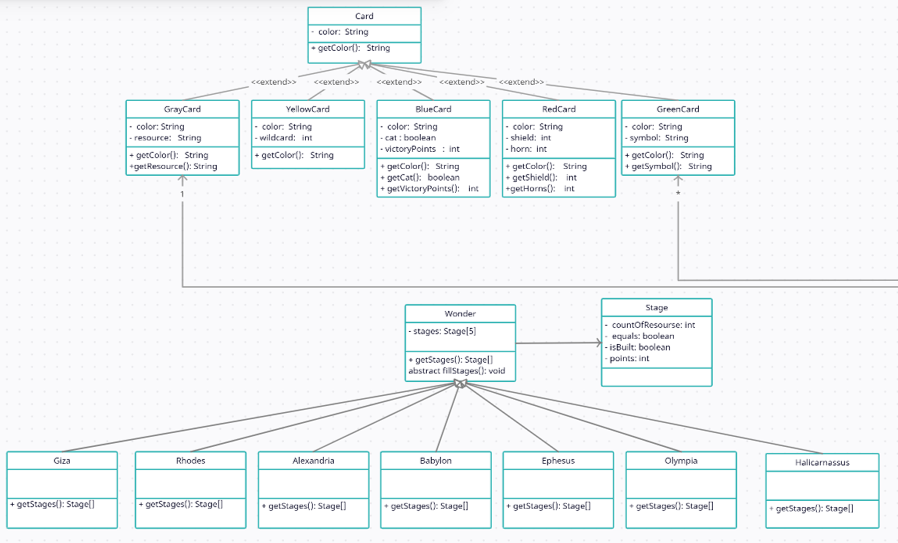 Card
- color: String
+ getColor(): String
<<extend>> <<extend>> <<extend>> <<extend>> <<extend>>
GrayCard
- color: String
- resource: String
+ getColor(): String
+getResource(): String
YellowCard
- color: String
- wildcard: int
+ getColor(): String
BlueCard
- color: String
- cat : boolean
- victoryPoints : int
+ getColor(): String
+ getCat(): boolean
+ getVictoryPoints(): int
RedCard
- color: String
- shield: int
- horn: int
+ getColor(): String
+ getShield(): int
+getHorns(): int
GreenCard
- color: String
- symbol: String
+ getColor(): String
+ getSymbol(): String
1
*
Wonder
- stages: Stage[5]
+ getStages(): Stage[]
abstract fillStages(): void
Stage
- countOfResourse: int
- equals: boolean
- isBuilt: boolean
- points: int
Giza
+ getStages(): Stage[]
Rhodes
+ getStages(): Stage[]
Alexandria
+ getStages(): Stage[]
Babylon
+ getStages(): Stage[]
Ephesus
+ getStages(): Stage[]
Olympia
+ getStages(): Stage[]
Halicarnassus
+ getStages(): Stage[]